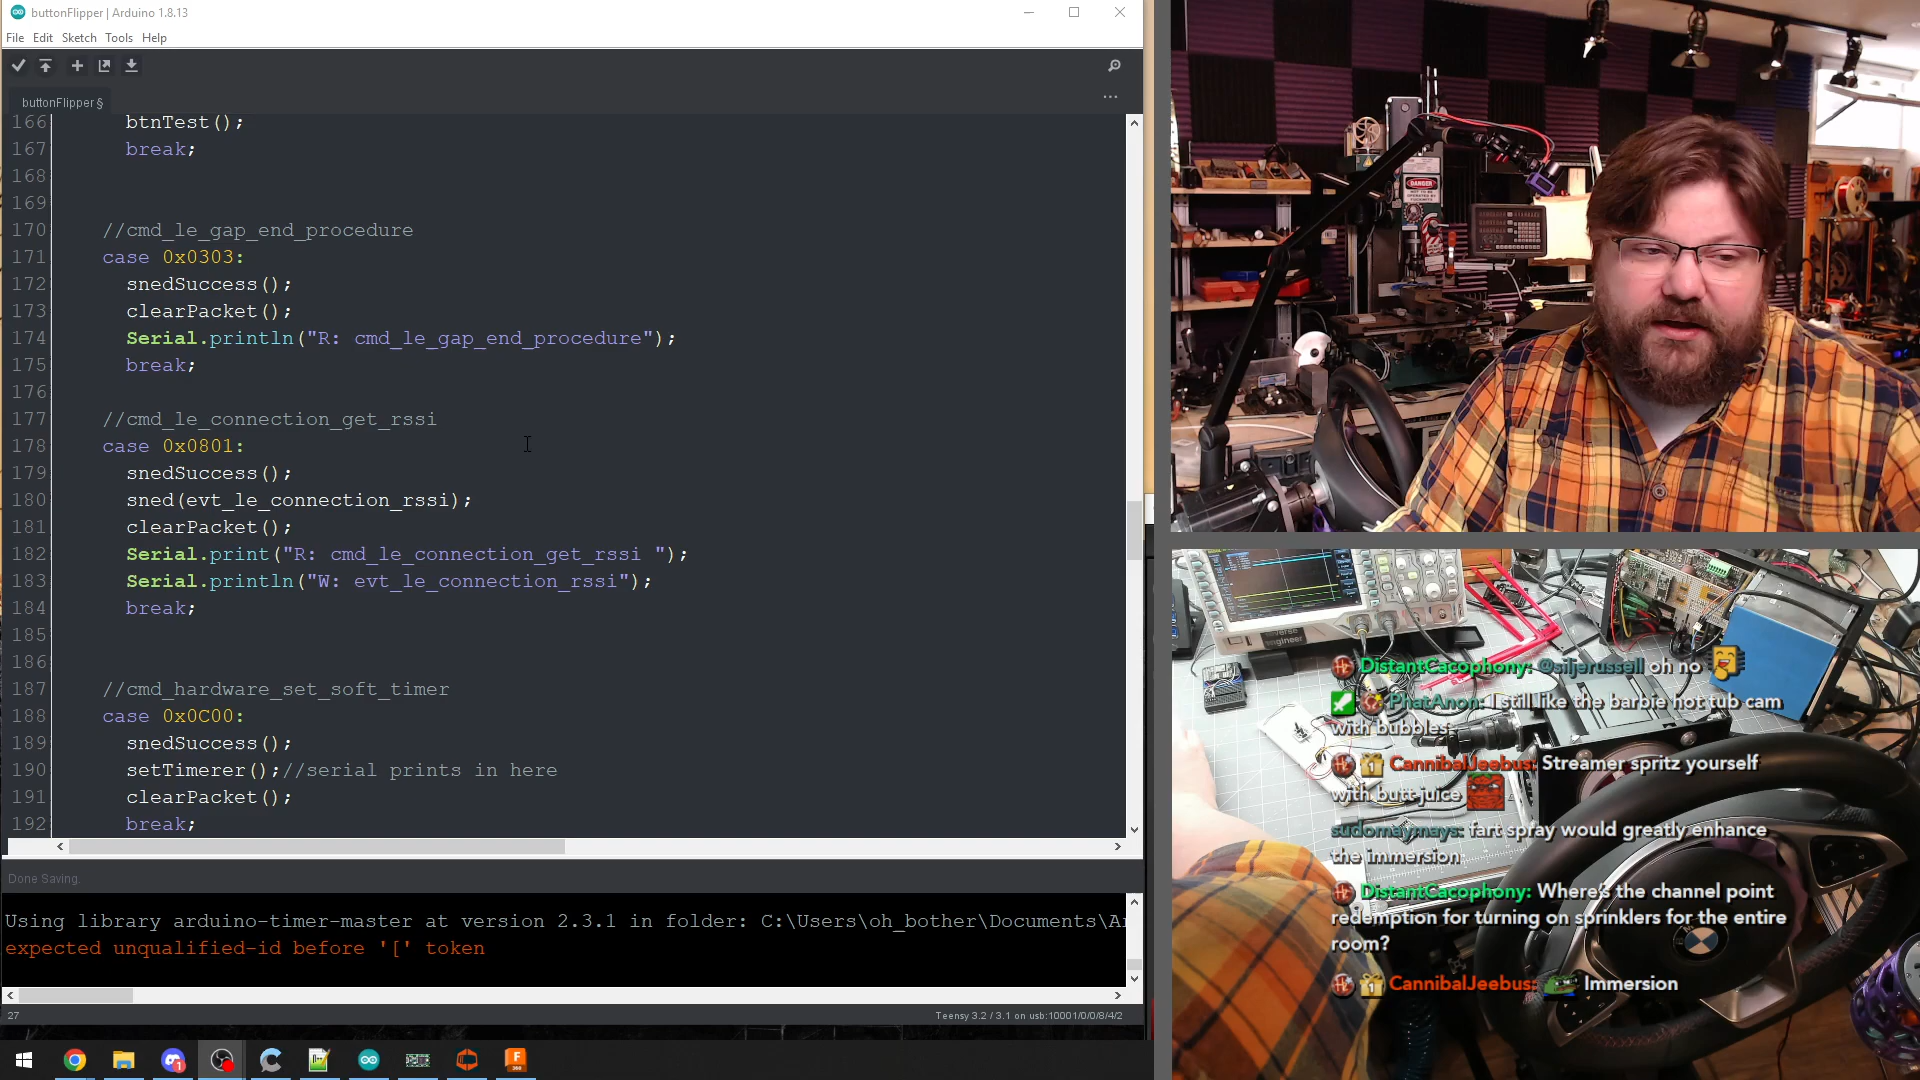 buttonFlipper | Arduino 1.8.13
File Edit Sketch Tools Help
buttonFlipper §
166 btnTest();
167 break;
168
169
170 //cmd_le_gap_end_procedure
171 case 0x0303:
172 snedSuccess();
173 clearPacket();
174 Serial.println("R: cmd_le_gap_end_procedure");
175 break;
176
177 //cmd_le_connection_get_rssi
178 case 0x0801:
179 snedSuccess();
180 sned(evt_le_connection_rssi);
181 clearPacket();
182 Serial.print("R: cmd_le_connection_get_rssi ");
183 Serial.println("W: evt_le_connection_rssi");
184 break;
185
186
187 //cmd_hardware_set_soft_timer
188 case 0x0C00:
189 snedSuccess();
190 setTimerer();//serial prints in here
191 clearPacket();
192 break;
Done Saving.
Using library arduino-timer-master at version 2.3.1 in folder: C:\Users\oh_bother\Documents\Ar
expected unqualified-id before '[' token
27
Teensy 3.2 / 3.1 on usb:10001/0/0/8/4/2
DANGER
DistantCacophony: @siljerussell oh no
PhatAnon: I still like the barbie hot tub cam
with bubbles
CannibalJeebus: Streamer spritz yourself
with butt-juice
sudomaymays: fart spray would greatly enhance
the immersion
DistantCacophony: Where's the channel point
redemption for turning on sprinklers for the entire
room?
CannibalJeebus: Immersion